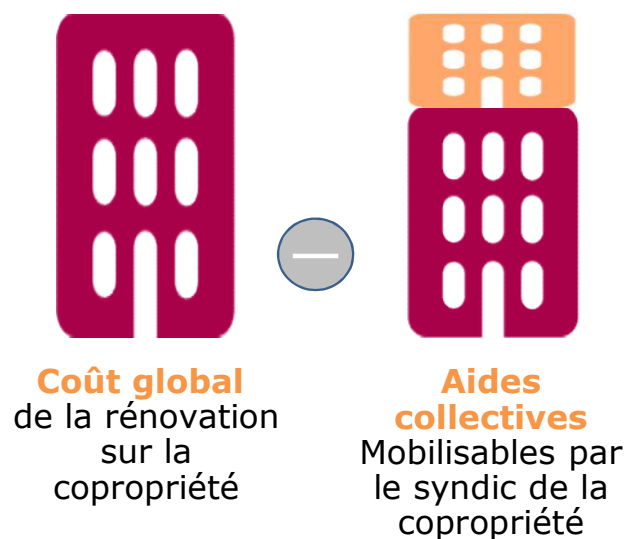 Coût global
de la rénovation
sur la
copropriété
Aides
collectives
Mobilisables par
le syndic de la
copropriété